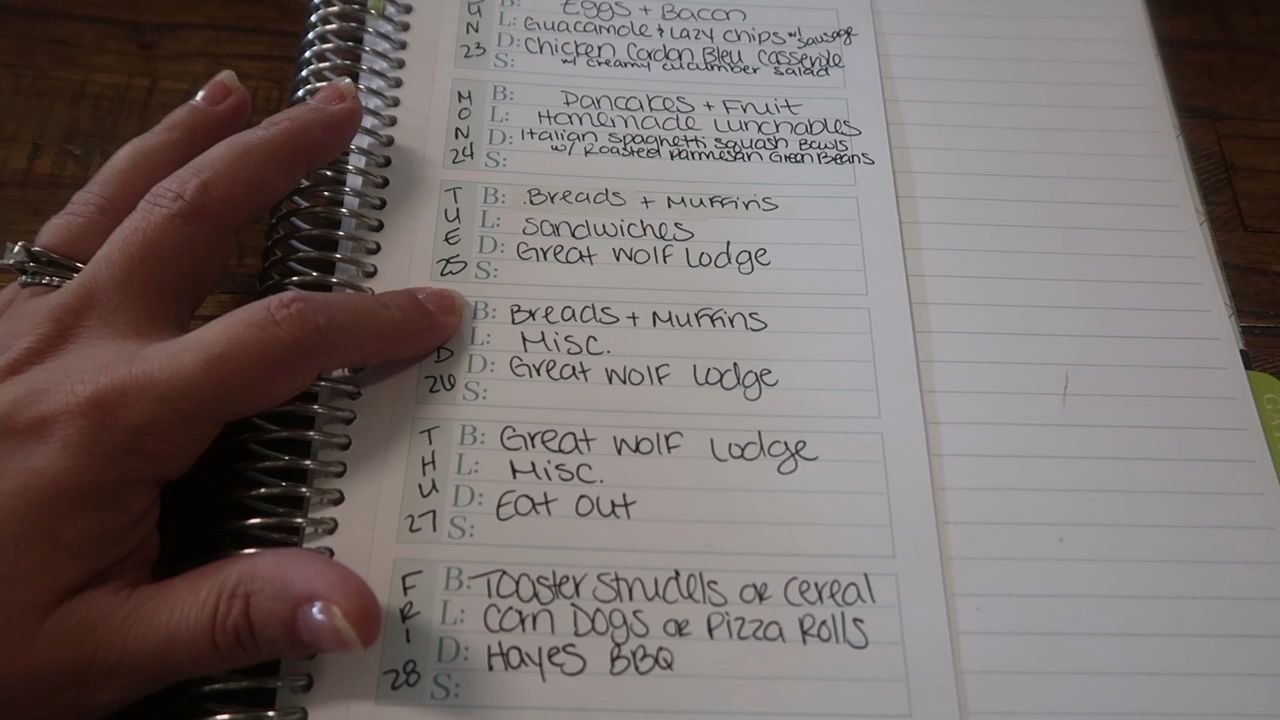 U B: Eggs + Bacon
N L: Guacamole & Lazy Chips w/ sausage
23 D: Chicken Cordon Bleu Casserole
S: w/ creamy cucumber salad
M B: Pancakes + Fruit
O L: Homemade Lunchables
N D: Italian spaghetti squash Bowls
24 S: w/ Roasted Parmesan Green Beans
T B: Breads + Muffins
U L: Sandwiches
E D: Great Wolf Lodge
25 S:
B: Breads + Muffins
L: Misc.
D D: Great Wolf Lodge
26 S:
T B: Great Wolf Lodge
H L: Misc.
U D: Eat Out
27 S:
F B: Toaster Strudels or Cereal
R L: Corn Dogs or Pizza Rolls
I D: Hayes BBQ
28 S: